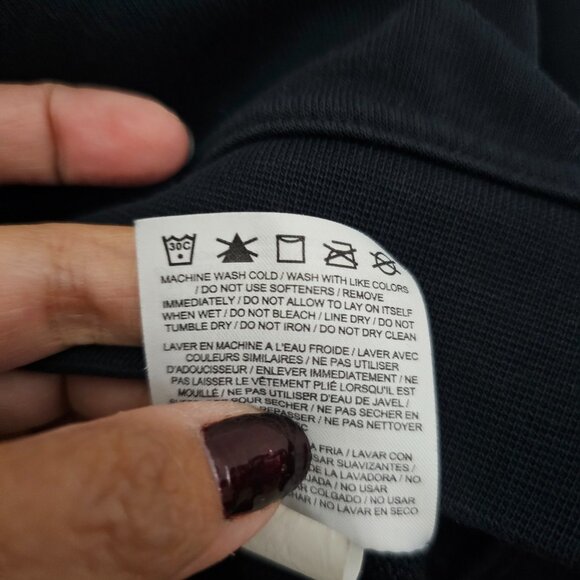 30C
MACHINE WASH COLD / WASH WITH LIKE COLORS
/ DO NOT USE SOFTENERS / REMOVE
IMMEDIATELY / DO NOT ALLOW TO LAY ON ITSELF
WHEN WET / DO NOT BLEACH / LINE DRY / DO NOT
TUMBLE DRY / DO NOT IRON / DO NOT DRY CLEAN
LAVER EN MACHINE A L'EAU FROIDE / LAVER AVEC
COULEURS SIMILAIRES / NE PAS UTILISER
D'ADOUCISSEUR / ENLEVER IMMEDIATEMENT / NE
PAS LAISSER LE VÊTEMENT PLIÉ LORSQU'IL EST
MOUILLÉ / NE PAS UTILISER D'EAU DE JAVEL /
POUR SECHER / NE PAS SECHER EN
REPASSER / NE PAS NETTOYER
A FRIA / LAVAR CON
SAR SUAVIZANTES /
DE LA LAVADORA / NO
JADA / NO USAR
AR COLGADO / NO USAR
HAR / NO LAVAR EN SECO